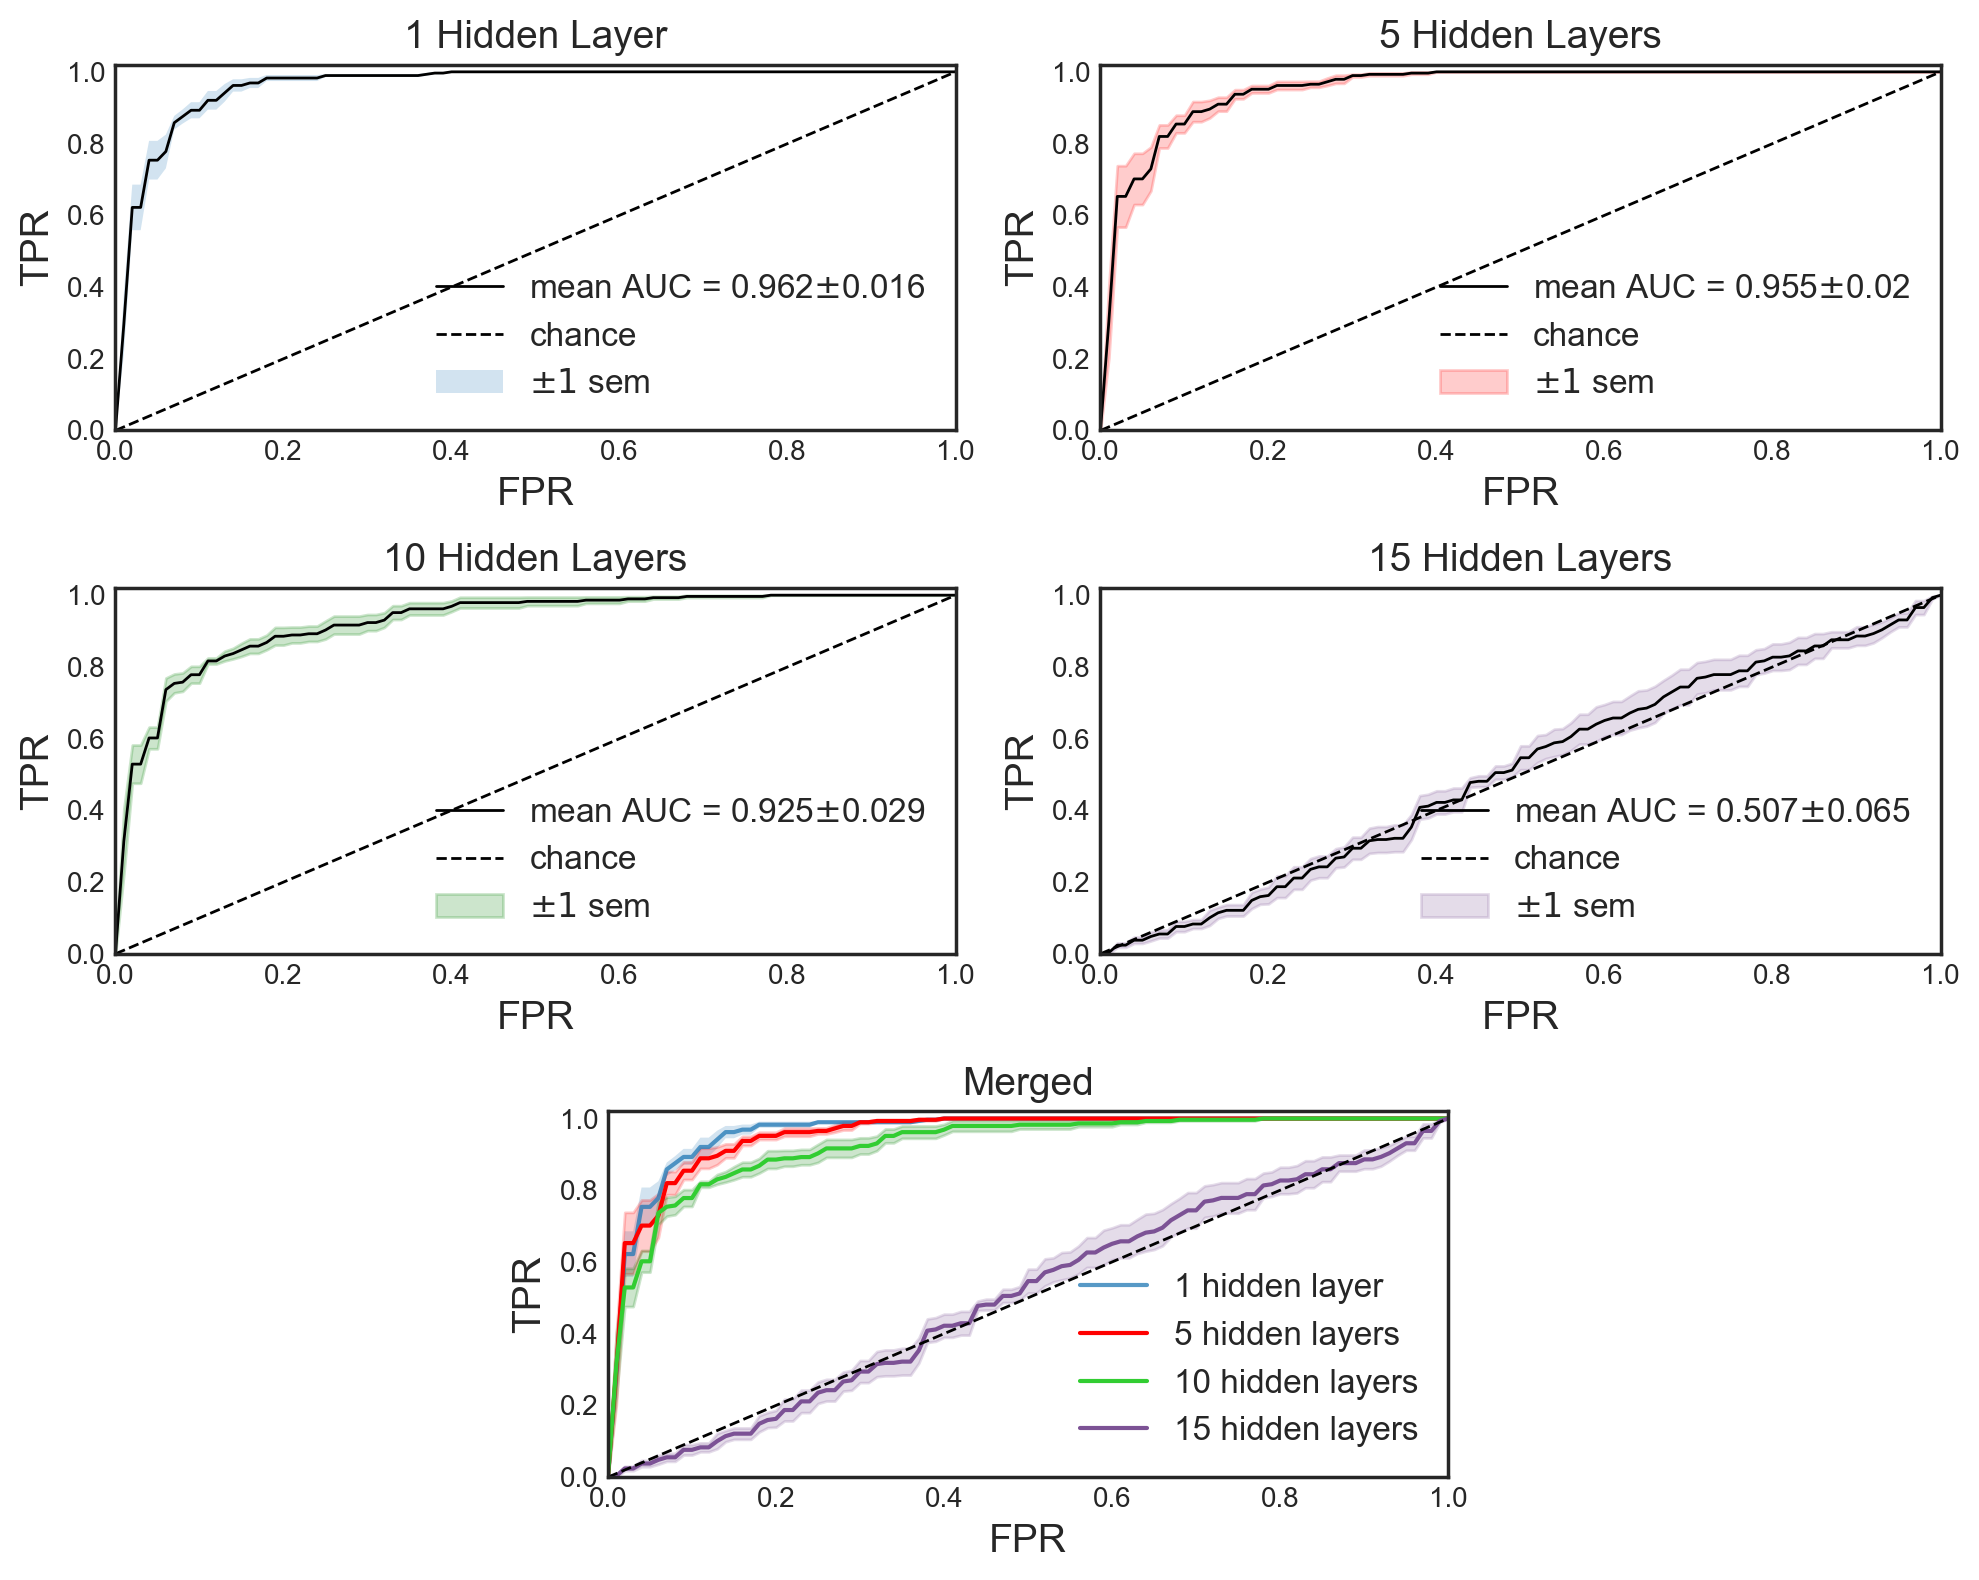 1 Hidden Layer
1.0
0.8
0.6
0.4
0.2
0.0
TPR
mean AUC = 0.962±0.016
chance
±1 sem
0.0 0.2 0.4 0.6 0.8 1.0
FPR
5 Hidden Layers
1.0
0.8
0.6
0.4
0.2
0.0
TPR
mean AUC = 0.955±0.02
chance
±1 sem
0.0 0.2 0.4 0.6 0.8 1.0
FPR
10 Hidden Layers
1.0
0.8
0.6
0.4
0.2
0.0
TPR
mean AUC = 0.925±0.029
chance
±1 sem
0.0 0.2 0.4 0.6 0.8 1.0
FPR
15 Hidden Layers
1.0
0.8
0.6
0.4
0.2
0.0
TPR
mean AUC = 0.507±0.065
chance
±1 sem
0.0 0.2 0.4 0.6 0.8 1.0
FPR
Merged
1.0
0.8
0.6
0.4
0.2
0.0
TPR
1 hidden layer
5 hidden layers
10 hidden layers
15 hidden layers
0.0 0.2 0.4 0.6 0.8 1.0
FPR